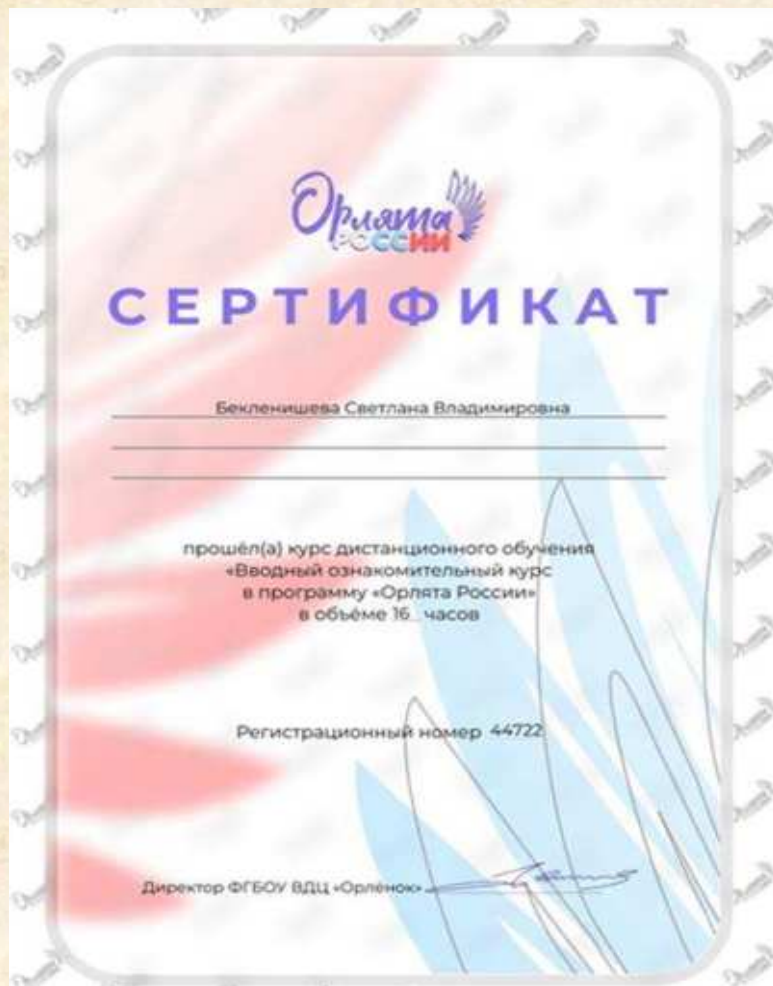 Орлята
РОССИИ
СЕРТИФИКАТ
Бекленишева Светлана Владимировна
прошёл(а) курс дистанционного обучения
«Вводный ознакомительный курс
в программу «Орлята России»
в объёме 16 часов
Регистрационный номер 44722
Директор ФГБОУ ВДЦ «Орлёнок»